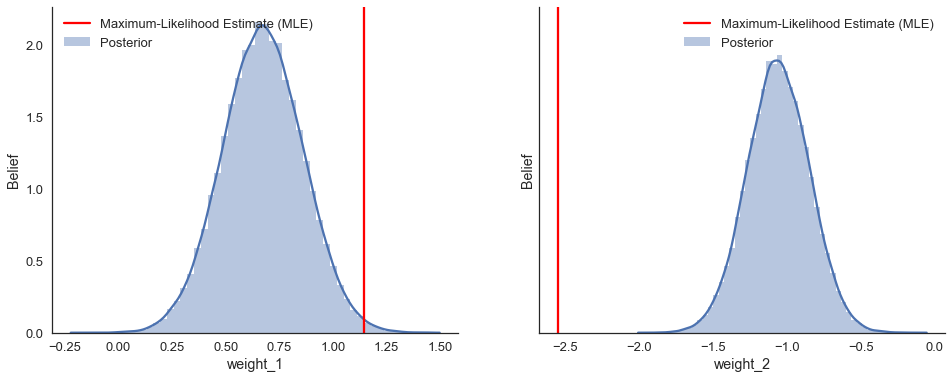 Maximum-Likelihood Estimate (MLE)
Posterior
Belief
2.0
1.5
1.0
0.5
0.0
−0.25 0.00 0.25 0.50 0.75 1.00 1.25 1.50
weight_1
Maximum-Likelihood Estimate (MLE)
Posterior
Belief
−2.5 −2.0 −1.5 −1.0 −0.5 0.0
weight_2